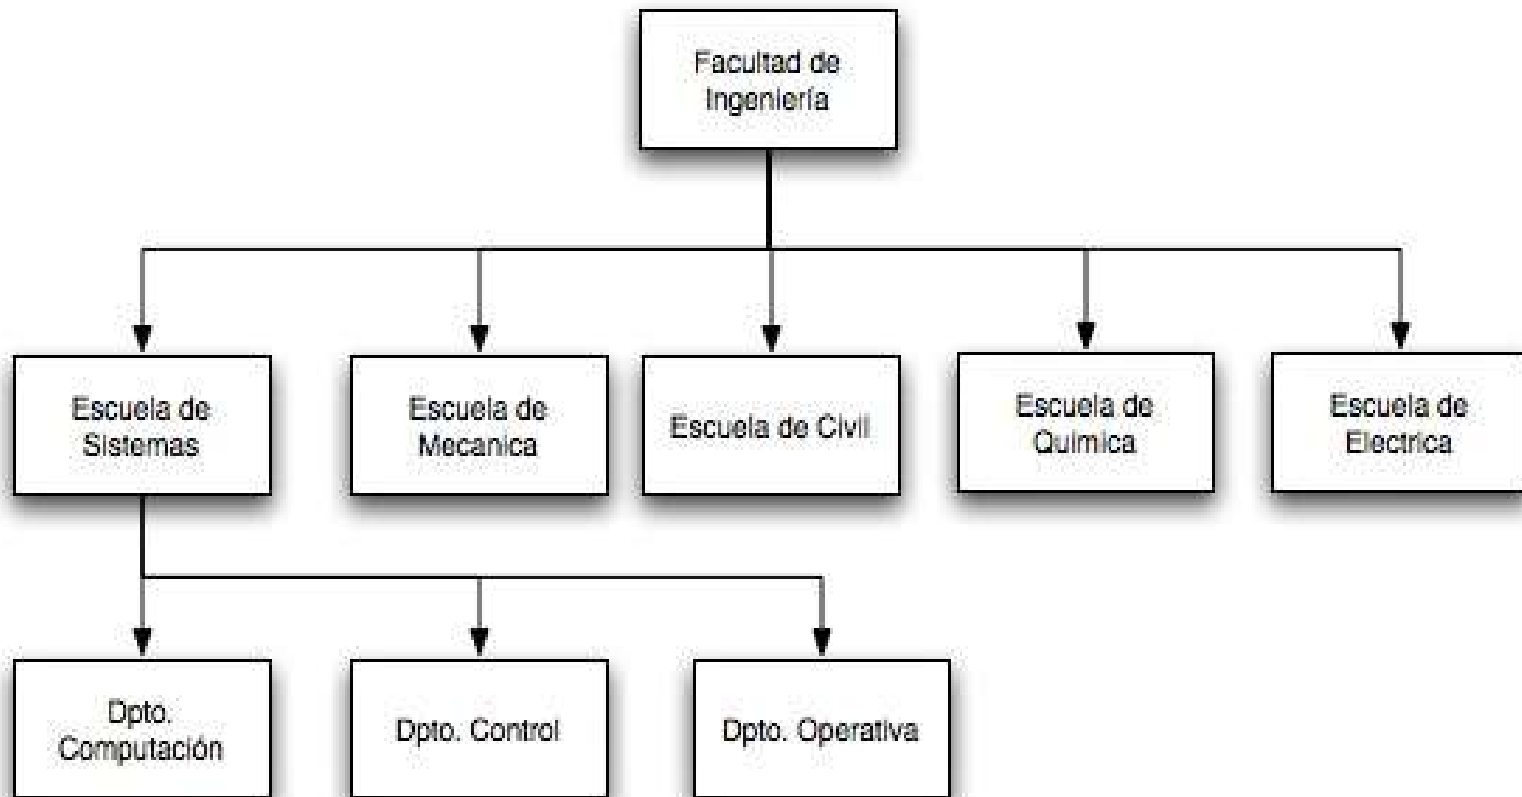 Facultad de
Ingeniería
Escuela de
Sistemas
Escuela de
Mecanica
Escuela de Civil
Escuela de
Quimica
Escuela de
Electrica
Dpto.
Computación
Dpto. Control
Dpto. Operativa